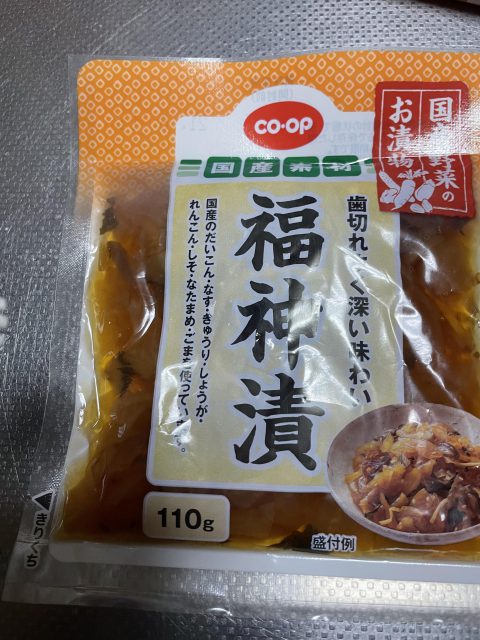 co・op
国産野菜の
お漬物
国産素材
歯切れよく深い味わい
福神漬
国産のだいこん・なす・きゅうり・しょうが・
れんこん・しそ・なたまめ・ごまを使っています。
110g
盛付例
きりくち